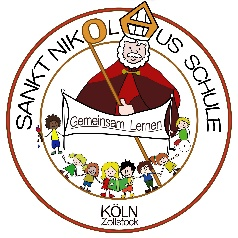 SANKT NIKOLAUS SCHULE
Gemeinsam Lernen
KÖLN
Zollstock